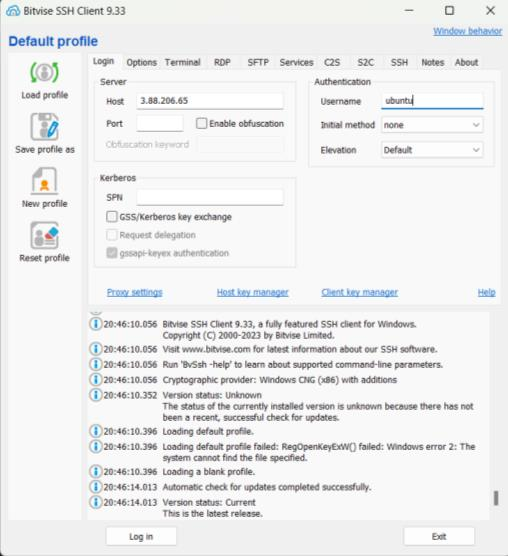 Bitvise SSH Client 9.33
Default profile
Window behavior
Load profile
Save profile as
New profile
Reset profile
Login Options Terminal RDP SFTP Services C2S S2C SSH Notes About
Server
Host 3.88.206.65
Port Enable obfuscation
Obfuscation keyword
Authentication
Username ubuntu
Initial method none
Elevation Default
Kerberos
SPN
GSS/Kerberos key exchange
Request delegation
gssapi-keyex authentication
Proxy settings Host key manager Client key manager Help
20:46:10.056 Bitvise SSH Client 9.33, a fully featured SSH client for Windows.
Copyright (C) 2000-2023 by Bitvise Limited.
20:46:10.056 Visit www.bitvise.com for latest information about our SSH software.
20:46:10.056 Run 'BvSsh -help' to learn about supported command-line parameters.
20:46:10.056 Cryptographic provider: Windows CNG (x86) with additions
20:46:10.352 Version status: Unknown
The status of the currently installed version is unknown because there has not
been a recent, successful check for updates.
20:46:10.396 Loading default profile.
20:46:10.396 Loading default profile failed: RegOpenKeyExW() failed: Windows error 2: The
system cannot find the file specified.
20:46:10.396 Loading a blank profile.
20:46:14.013 Automatic check for updates completed successfully.
20:46:14.013 Version status: Current
This is the latest release.
Log in Exit